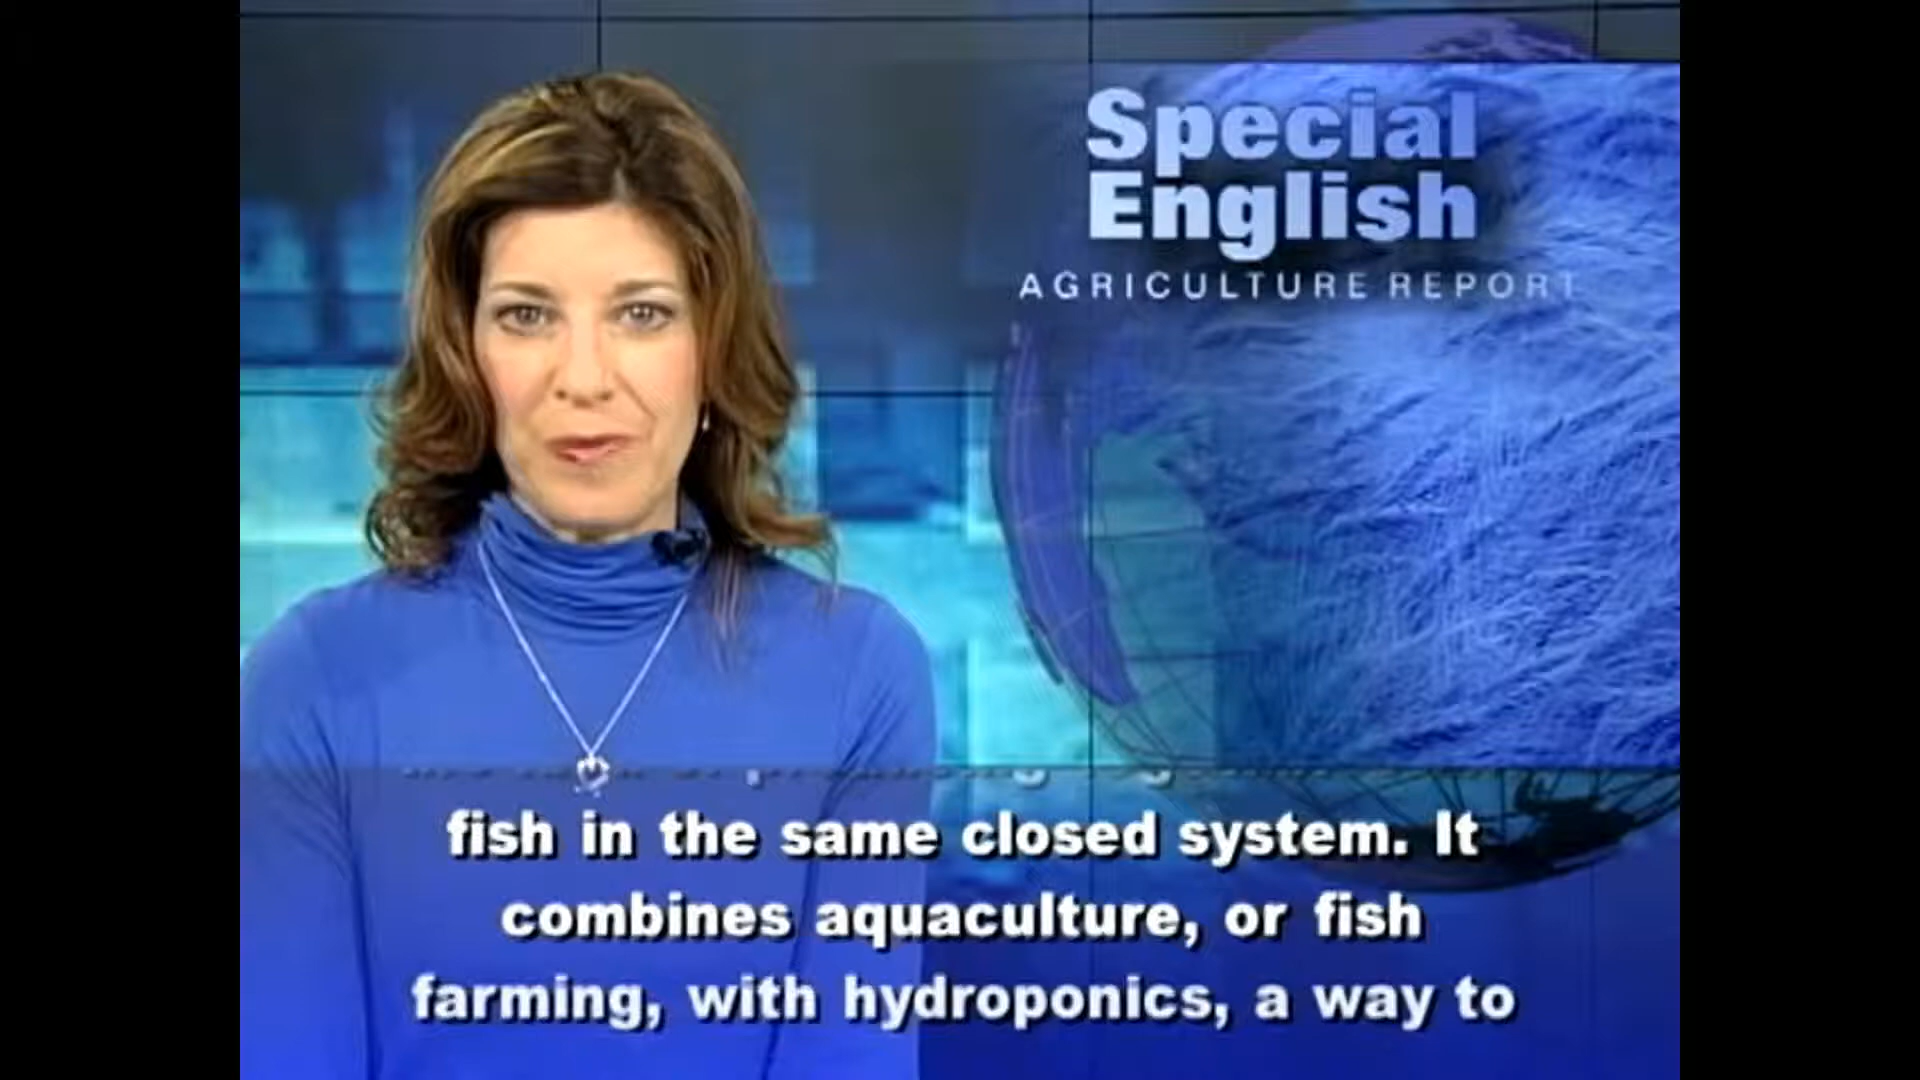 Special
English
AGRICULTURE REPORT
fish in the same closed system. It
combines aquaculture, or fish
farming, with hydroponics, a way to